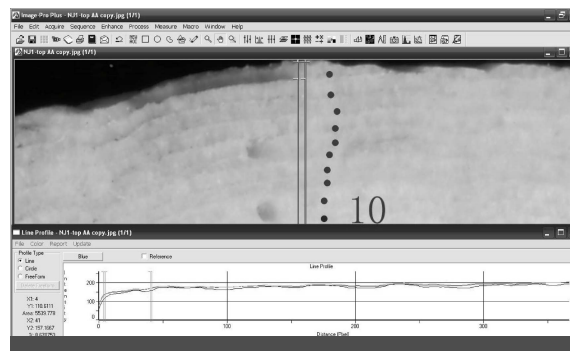 Image-Pro Plus - NJ1-top AA copy.jpg (1/1)
File Edit Acquire Sequence Enhance Process Measure Macro Window Help
NJ1-top AA copy.jpg (1/1)
10
Line Profile - NJ1-top AA copy.jpg (1/1)
File Color Report Update
Profile Type
Line
Circle
FreeForm
Blue
Reference
Line Profile
200
100
0
0 100 200 300
Distance (Pixel)
X1: 4
Y1: 118.6111
Area: 5539.778
X2: 41
Y2: 157.1667